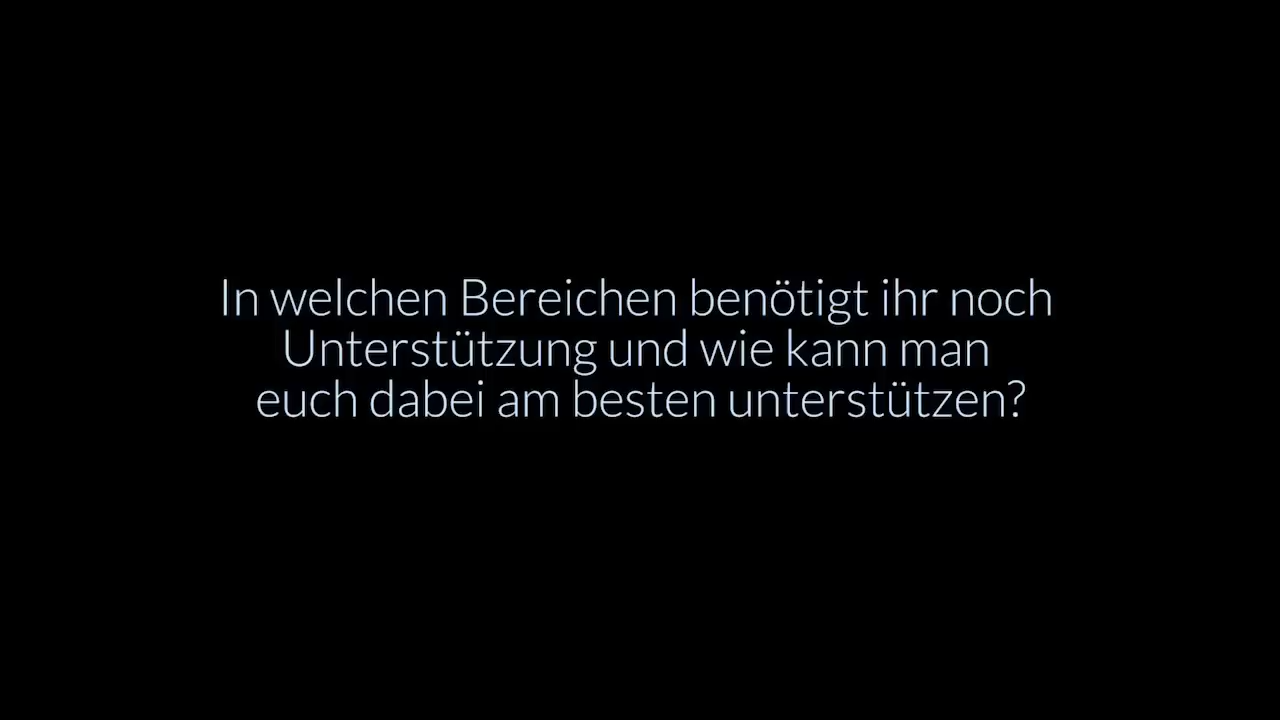 In welchen Bereichen benötigt ihr noch
Unterstützung und wie kann man
euch dabei am besten unterstützen?